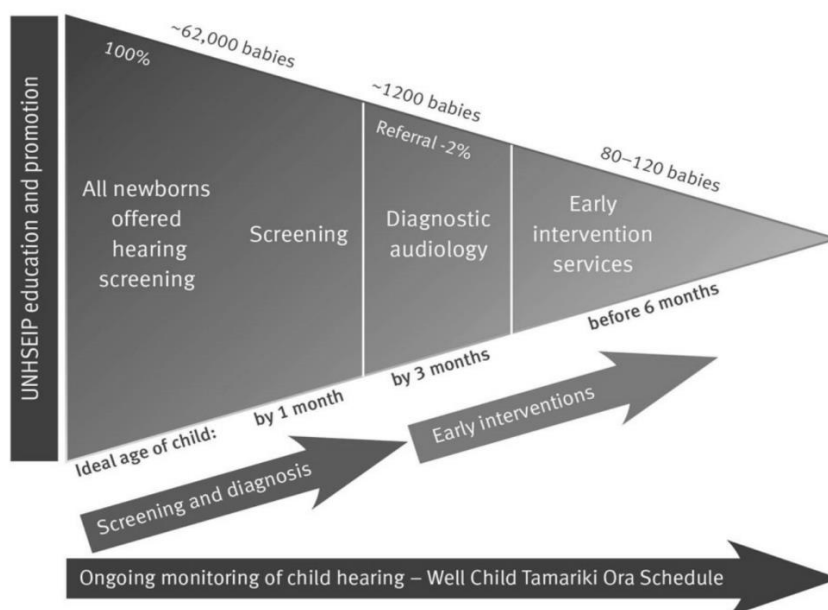 UNHSEIP education and promotion
100%
~62,000 babies
~1200 babies
80–120 babies
Referral -2%
All newborns
offered
hearing
screening
Screening
Diagnostic
audiology
Early
intervention
services
Ideal age of child:
by 1 month
by 3 months
before 6 months
Screening and diagnosis
Early interventions
Ongoing monitoring of child hearing – Well Child Tamariki Ora Schedule